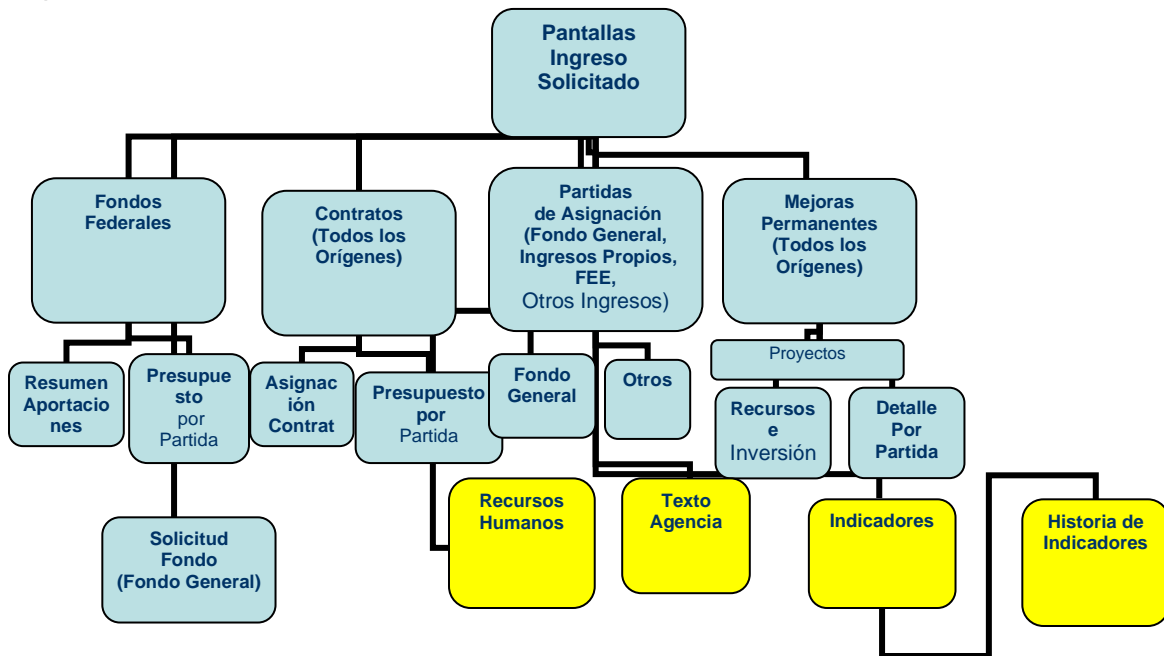 Pantallas
Ingreso
Solicitado
Fondos
Federales
Contratos
(Todos los
Orígenes)
Partidas
de Asignación
(Fondo General,
Ingresos Propios,
FEE,
Otros Ingresos)
Mejoras
Permanentes
(Todos los
Orígenes)
Proyectos
Resumen
Aportacio
nes
Presupue
sto
por
Partida
Asignac
ión
Contrat
Presupuesto
por
Partida
Fondo
General
Otros
Recursos
e
Inversión
Detalle
Por
Partida
Solicitud
Fondo
(Fondo General)
Recursos
Humanos
Texto
Agencia
Indicadores
Historia de
Indicadores